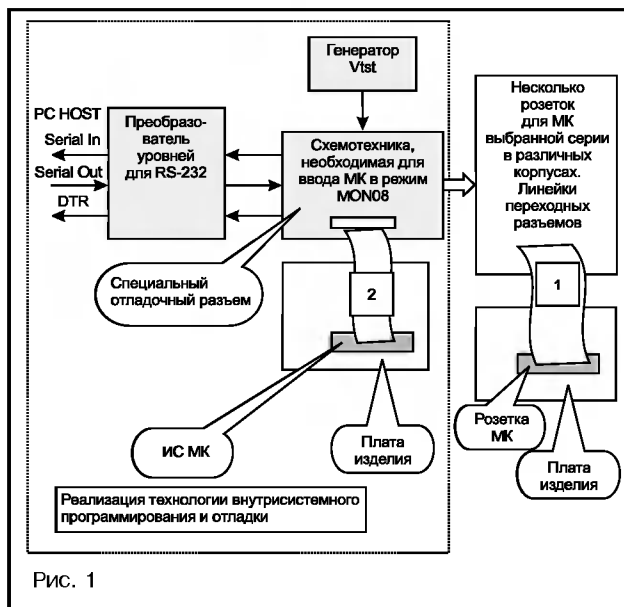 Генератор
Vtst
PC HOST
Serial In
Serial Out
DTR
Преобразо-
ватель
уровней
для RS-232
Схемотехника,
необходимая для
ввода МК в режим
MON08
Несколько
розеток
для МК
выбранной серии
в различных
корпусах.
Линейки
переходных
разъемов
Специальный
отладочный разъем
2
1
ИС МК
Плата
изделия
Розетка
МК
Плата
изделия
Реализация технологии внутрисистемного
программирования и отладки
Рис. 1